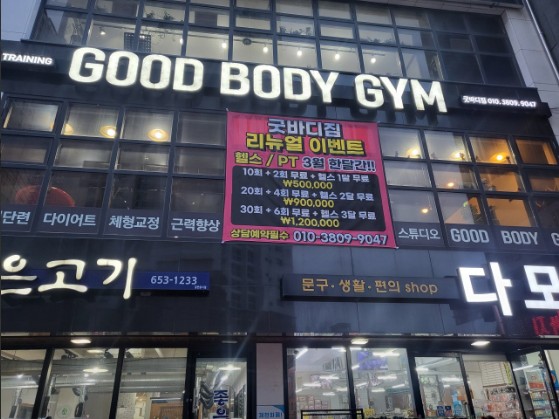 TRAINING
GOOD BODY GYM
굿바디짐 010.3809.9047
굿바디짐
리뉴얼 이벤트
헬스 / PT 3월 한달간!!
10회 + 2회 무료 + 헬스 1달 무료
₩500,000
20회 + 4회 무료 + 헬스 2달 무료
₩900,000
30회 + 6회 무료 + 헬스 3달 무료
₩1,200,000
상담예약필수 010-3809-9047
단련 다이어트 체형교정 근력향상
스튜디오 GOOD BODY G
은고기 653-1233
문구·생활·편의 shop
다모